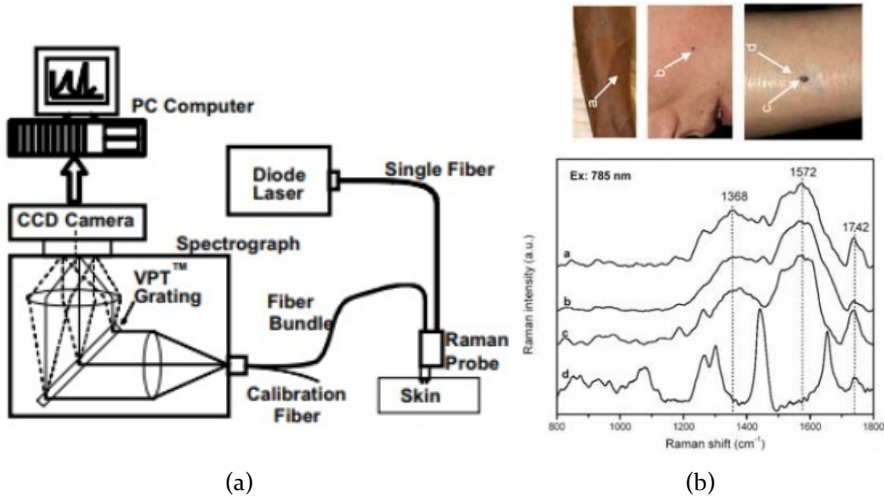 PC Computer
Diode
Laser
Single Fiber
CCD Camera
Spectrograph
VPT™
Grating
Fiber
Bundle
Raman
Probe
Calibration
Fiber
Skin
(a)
b)
a
b
d
c
Ex: 785 nm
1368
1572
1742
a
b
c
d
Raman intensity (a.u.)
800 1000 1200 1400 1600 1800
Raman shift (cm⁻¹)
(b)